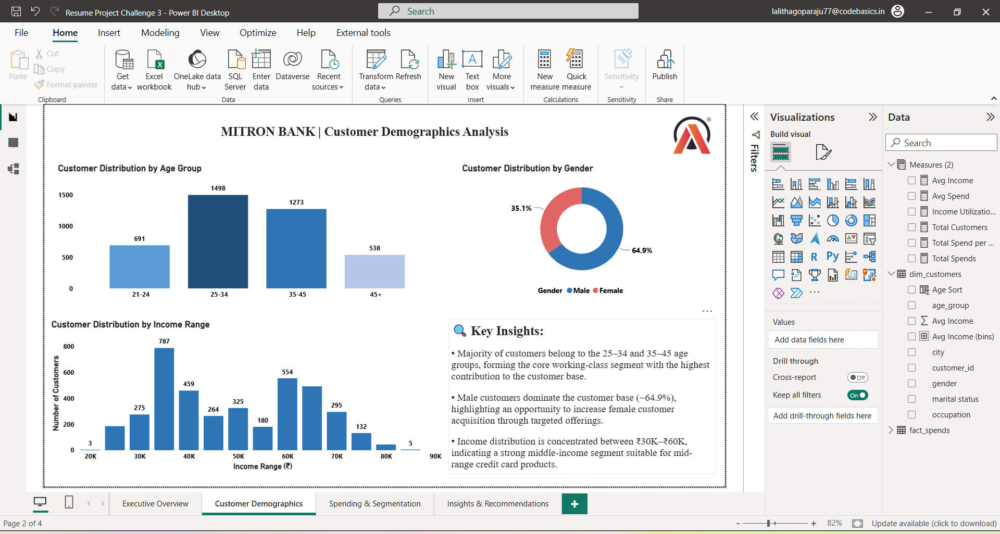 Resume Project Challenge 3 - Power BI Desktop
Search
lalithagoparaju77@codebasics.in
File
Home
Insert
Modeling
View
Optimize
Help
External tools
Paste
Cut
Copy
Format painter
Clipboard
Get data
Excel workbook
OneLake data hub
SQL Server
Enter data
Dataverse
Recent sources
Data
Transform data
Refresh
Queries
New visual
Text box
More visuals
Insert
New measure
Quick measure
Calculations
Sensitivity
Sensitivity
Publish
Share
MITRON BANK | Customer Demographics Analysis
®
Customer Distribution by Age Group
1500
1000
500
0
691
1498
1273
538
21-24
25-34
35-45
45+
Customer Distribution by Gender
35.1%
64.9%
Gender Male Female
Customer Distribution by Income Range
Number of Customers
800
600
400
200
0
3
275
787
459
264
325
180
554
295
132
5
20K
30K
40K
50K
60K
70K
80K
90K
Income Range (₹)
Key Insights:
• Majority of customers belong to the 25–34 and 35–45 age
groups, forming the core working-class segment with the highest
contribution to the customer base.
• Male customers dominate the customer base (~64.9%),
highlighting an opportunity to increase female customer
acquisition through targeted offerings.
• Income distribution is concentrated between ₹30K–₹60K,
indicating a strong middle-income segment suitable for mid-
range credit card products.
Filters
Visualizations
Build visual
R
Py
123
Values
Add data fields here
Drill through
Cross-report
Off
Keep all filters
On
Add drill-through fields here
Data
Search
Measures (2)
Avg Income
Avg Spend
Income Utilizatio...
Total Customers
Total Spend per ...
Total Spends
dim_customers
Age Sort
age_group
Avg Income
Avg Income (bins)
city
customer_id
gender
marital status
occupation
fact_spends
Executive Overview
Customer Demographics
Spending & Segmentation
Insights & Recommendations
+
Page 2 of 4
- + 82%
Update available (click to download)